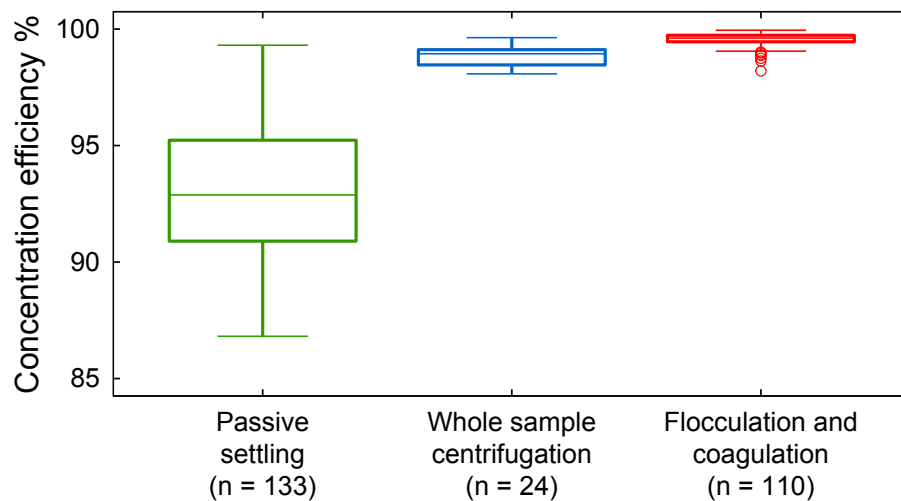 Concentration efficiency %
100
95
90
85
Passive
settling
(n = 133)
Whole sample
centrifugation
(n = 24)
Flocculation and
coagulation
(n = 110)